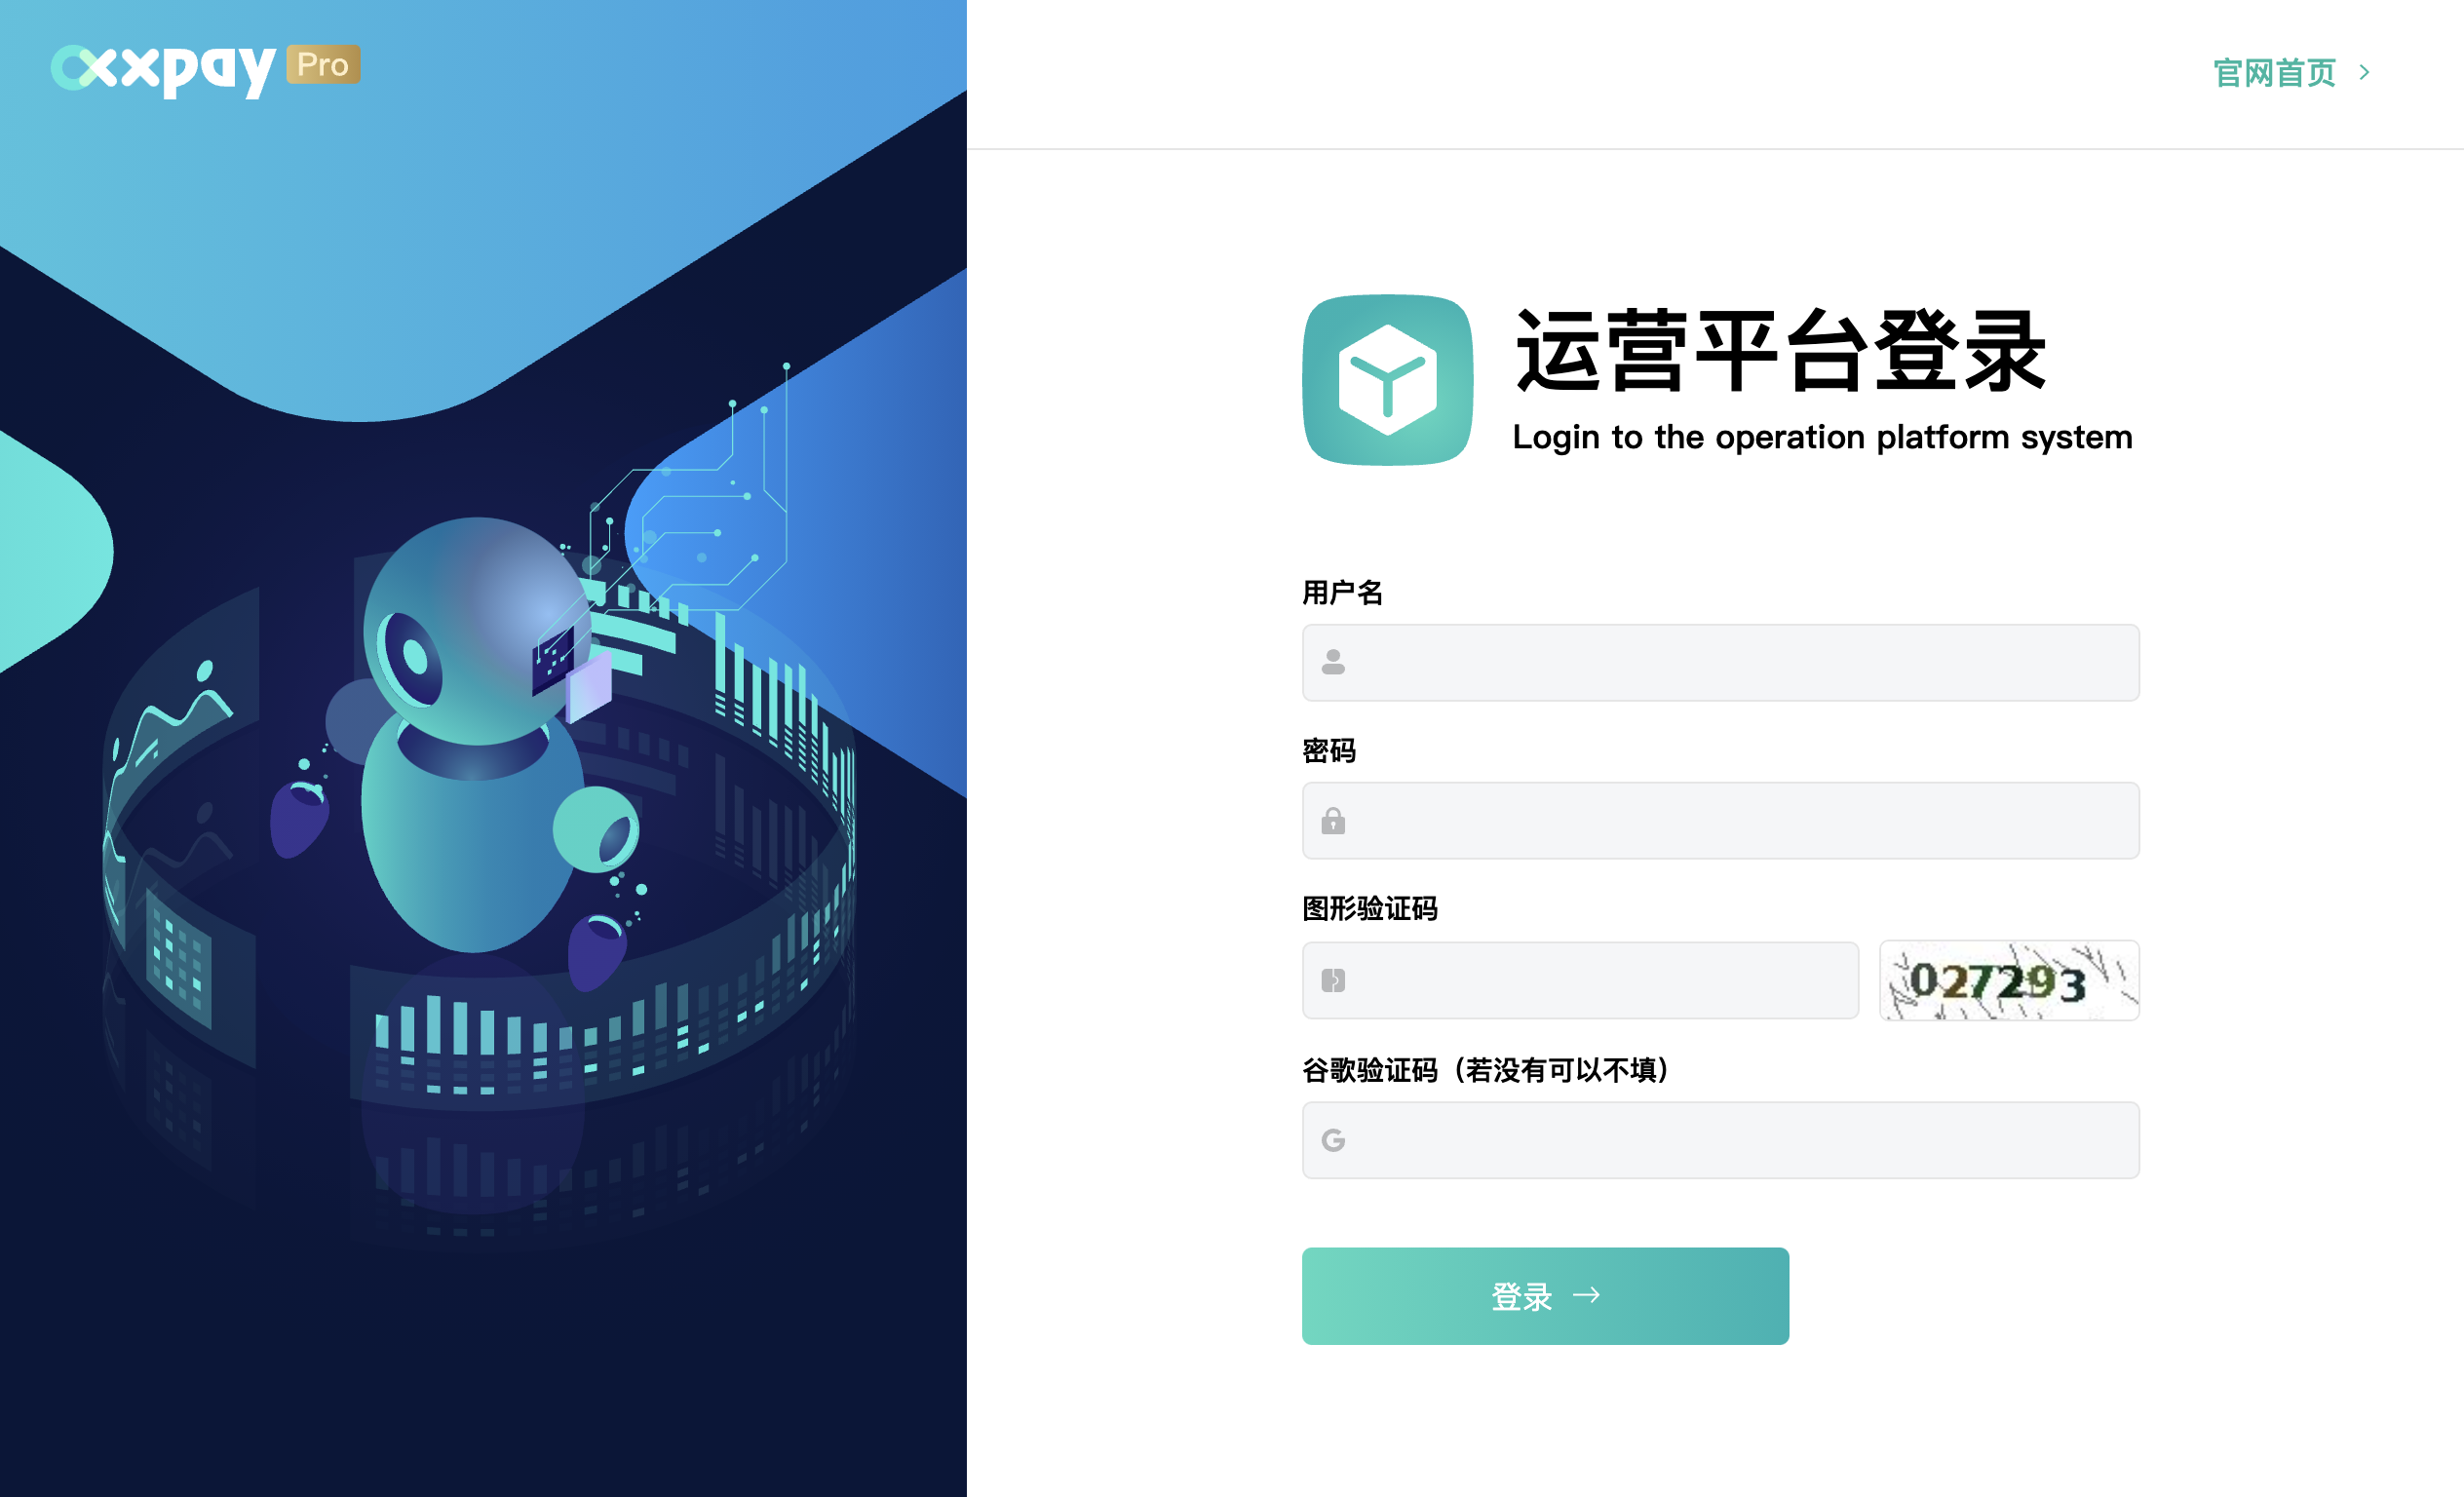 xxpay Pro
官网首页
运营平台登录
Login to the operation platform system
用户名
密码
图形验证码
027293
谷歌验证码（若没有可以不填）
登录